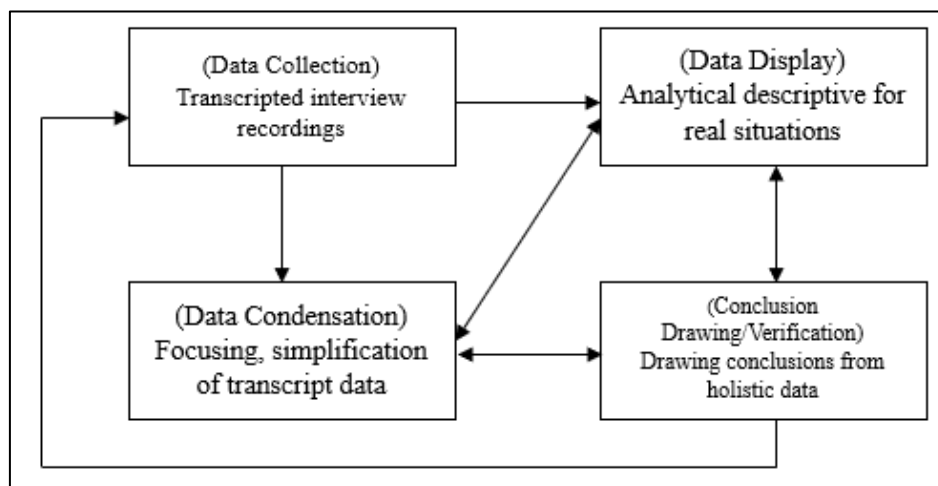 (Data Collection)
Transcripted interview
recordings
(Data Display)
Analytical descriptive for
real situations
(Data Condensation)
Focusing, simplification
of transcript data
(Conclusion
Drawing/Verification)
Drawing conclusions from
holistic data